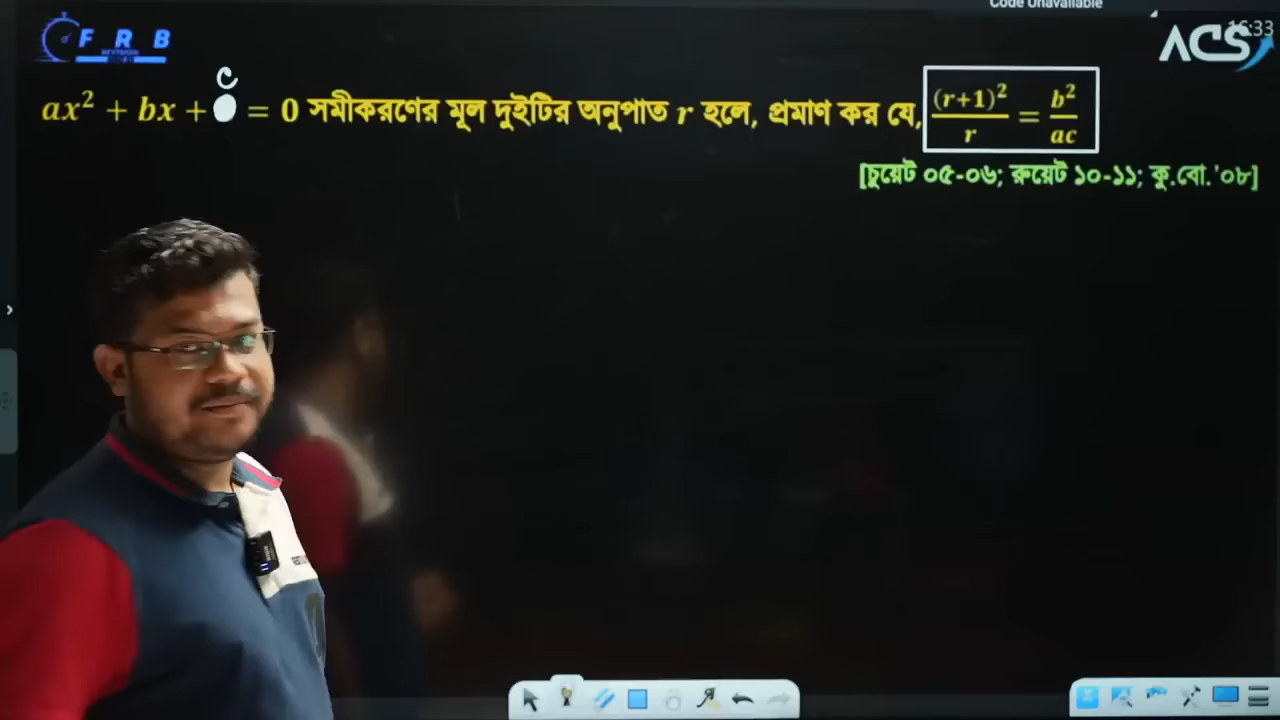 Code Unavailable
16:33
F R B
ACS
c
ax² + bx + = 0 সমীকরণের মূল দুইটির অনুপাত r হলে, প্রমাণ কর যে, (r+1)²/r = b²/ac
[চুয়েট ০৫-০৬; রুয়েট ১০-১১; কু.বো.'০৮]